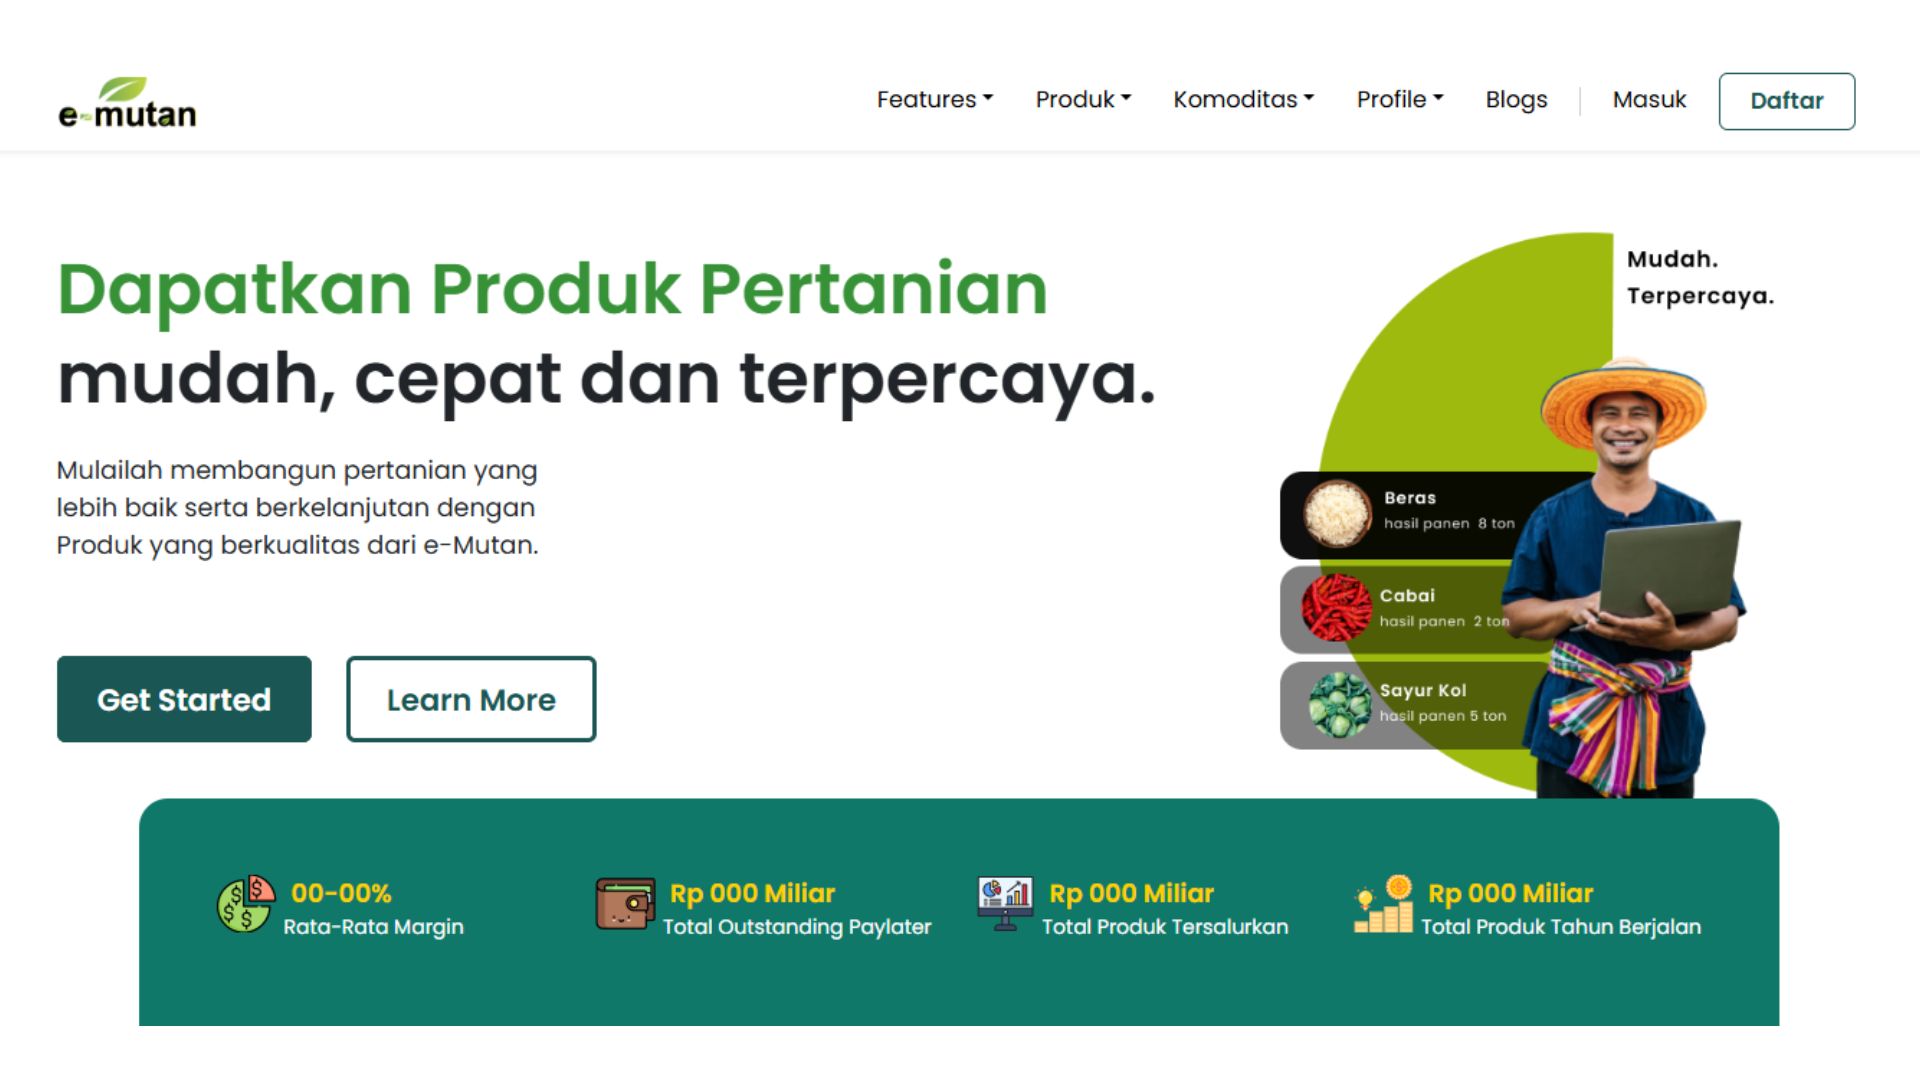 e-mutan
Features
Produk
Komoditas
Profile
Blogs
Masuk
Daftar
Dapatkan Produk Pertanian
mudah, cepat dan terpercaya.
Mulailah membangun pertanian yang
lebih baik serta berkelanjutan dengan
Produk yang berkualitas dari e-Mutan.
Get Started
Learn More
Mudah.
Terpercaya.
Beras
hasil panen 8 ton
Cabai
hasil panen 2 ton
Sayur Kol
hasil panen 5 ton
00-00%
Rata-Rata Margin
Rp 000 Miliar
Total Outstanding Paylater
Rp 000 Miliar
Total Produk Tersalurkan
Rp 000 Miliar
Total Produk Tahun Berjalan